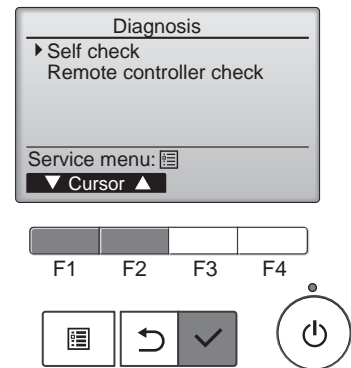 Diagnosis
Self check
Remote controller check
Service menu:
▼ Cursor ▲
F1 F2 F3 F4